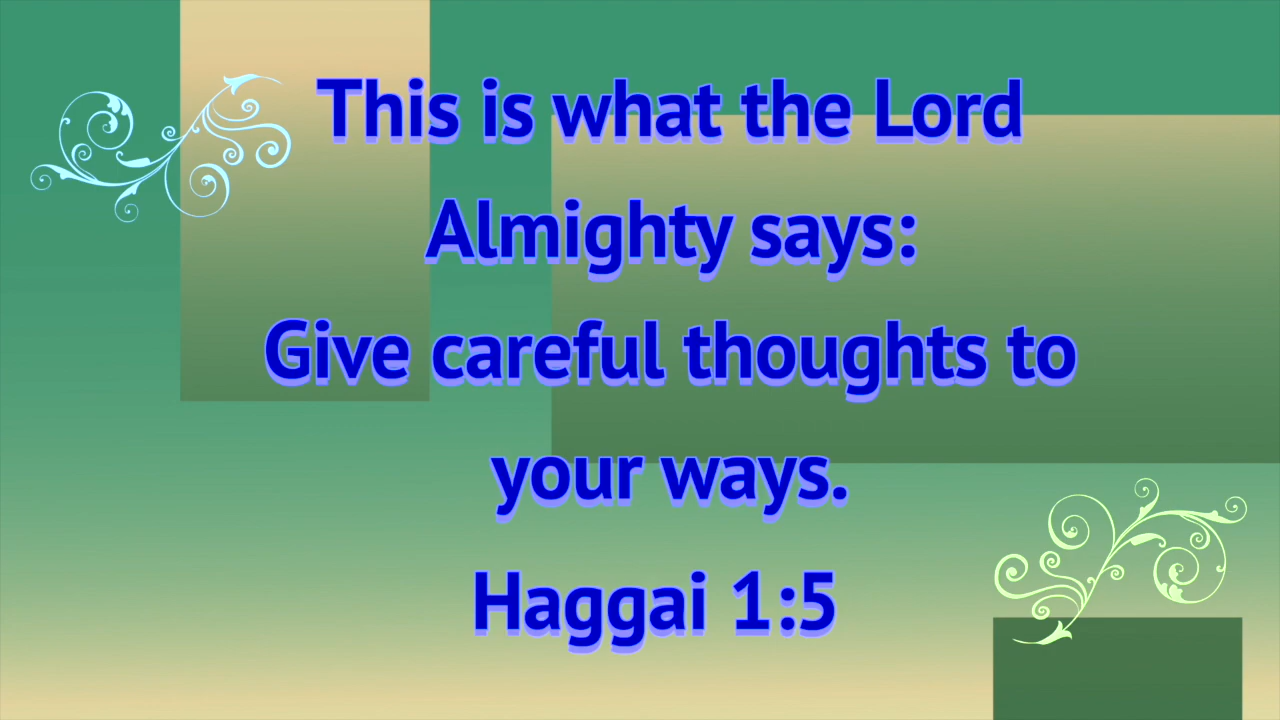 This is what the Lord
Almighty says:
Give careful thoughts to
your ways.
Haggai 1:5